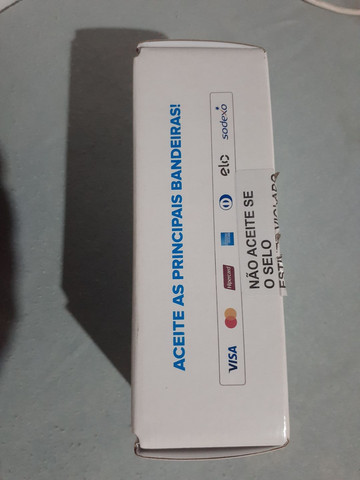 ACEITE AS PRINCIPAIS BANDEIRAS!
VISA Hipercard elo sodexo
NÃO ACEITE SE
O SELO